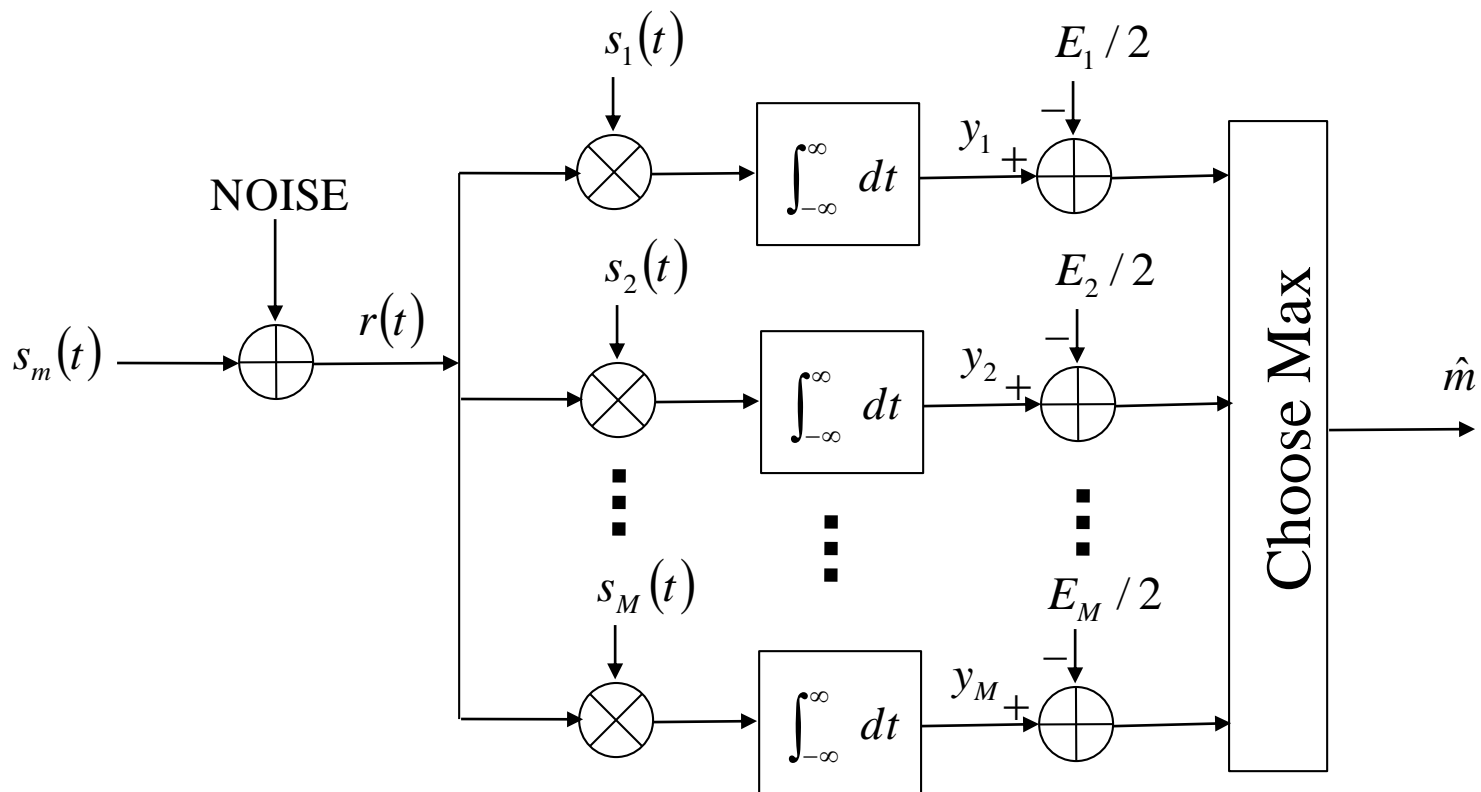 s_1(t)
E_1 / 2
−
∫_{-∞}^{∞} dt
y_1 +
NOISE
s_2(t)
E_2 / 2
−
s_m(t)
r(t)
∫_{-∞}^{∞} dt
y_2 +
Choose Max
m̂
s_M(t)
E_M / 2
−
∫_{-∞}^{∞} dt
y_M +